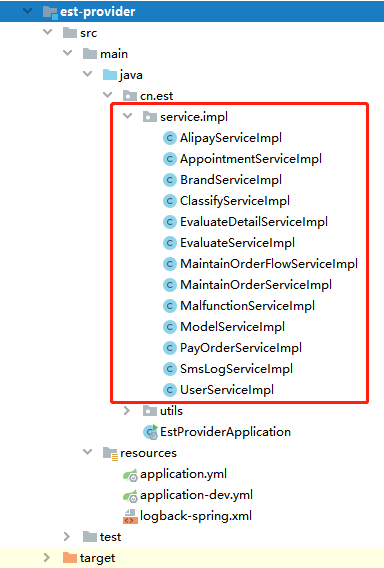 est-provider
src
main
java
cn.est
service.impl
AlipayServiceImpl
AppointmentServiceImpl
BrandServiceImpl
ClassifyServiceImpl
EvaluateDetailServiceImpl
EvaluateServiceImpl
MaintainOrderFlowServiceImpl
MaintainOrderServiceImpl
MalfunctionServiceImpl
ModelServiceImpl
PayOrderServiceImpl
SmsLogServiceImpl
UserServiceImpl
utils
EstProviderApplication
resources
application.yml
application-dev.yml
logback-spring.xml
test
target